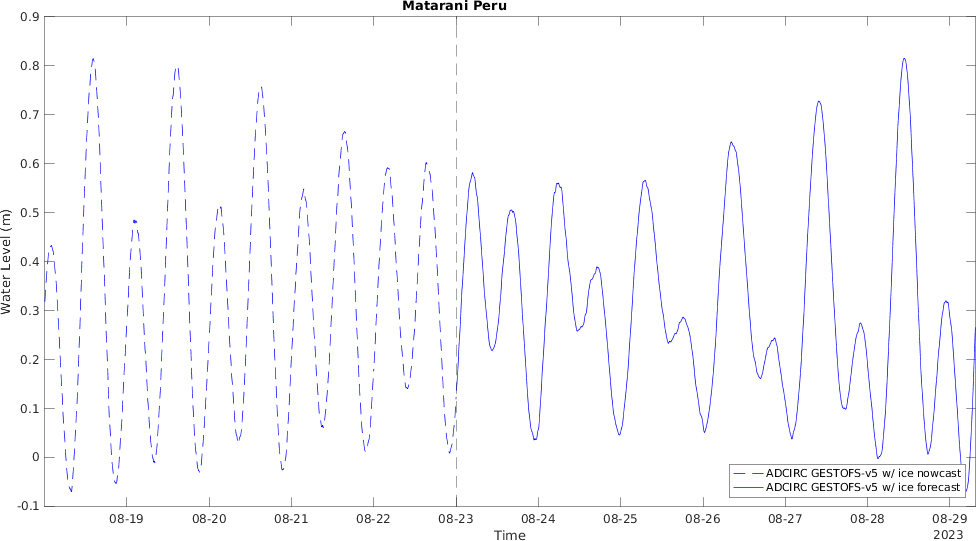 Matarani Peru
0.9
0.8
0.7
0.6
0.5
0.4
0.3
0.2
0.1
0
-0.1
Water Level (m)
ADCIRC GESTOFS-v5 w/ ice nowcast
ADCIRC GESTOFS-v5 w/ ice forecast
08-19 08-20 08-21 08-22 08-23 08-24 08-25 08-26 08-27 08-28 08-29
Time
2023